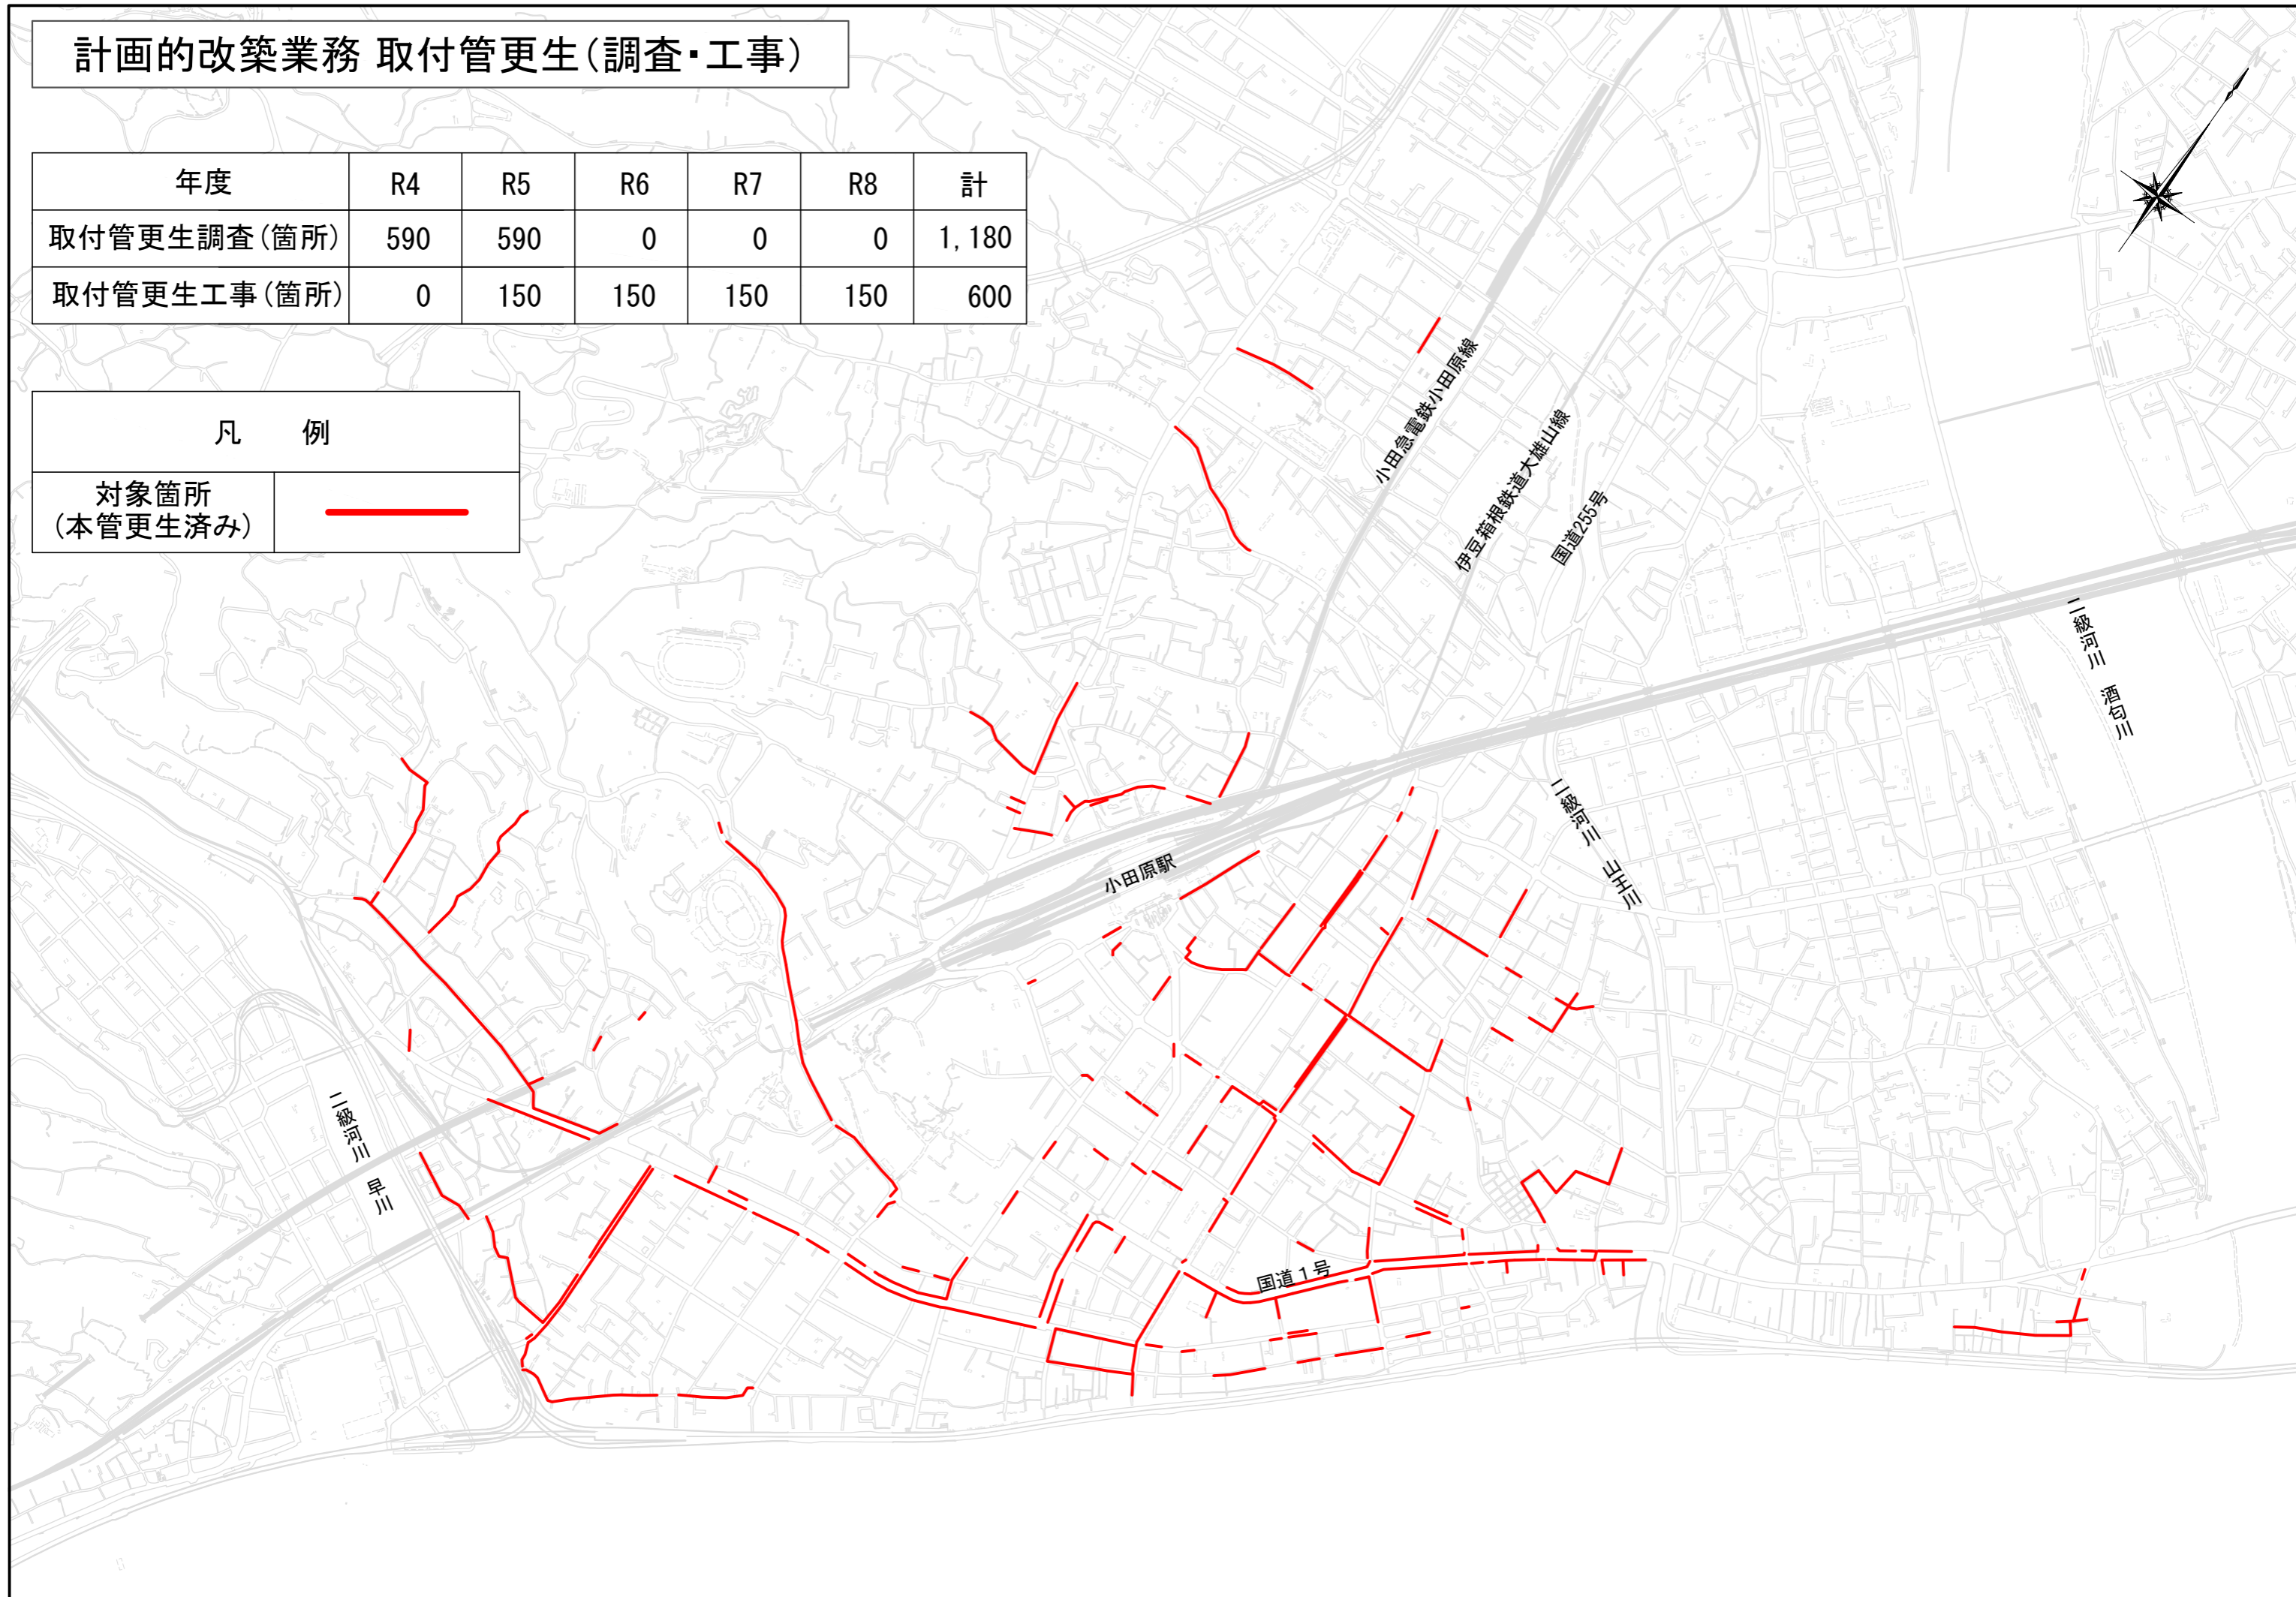 計画的改築業務 取付管更生(調査・工事)
年度 R4 R5 R6 R7 R8 計
取付管更生調査(箇所) 590 590 0 0 0 1,180
取付管更生工事(箇所) 0 150 150 150 150 600
凡 例
対象箇所
(本管更生済み)
小田急電鉄小田原線
伊豆箱根鉄道大雄山線
国道255号
二級河川 酒匂川
二級河川 山王川
小田原駅
二級河川 早川
国道1号